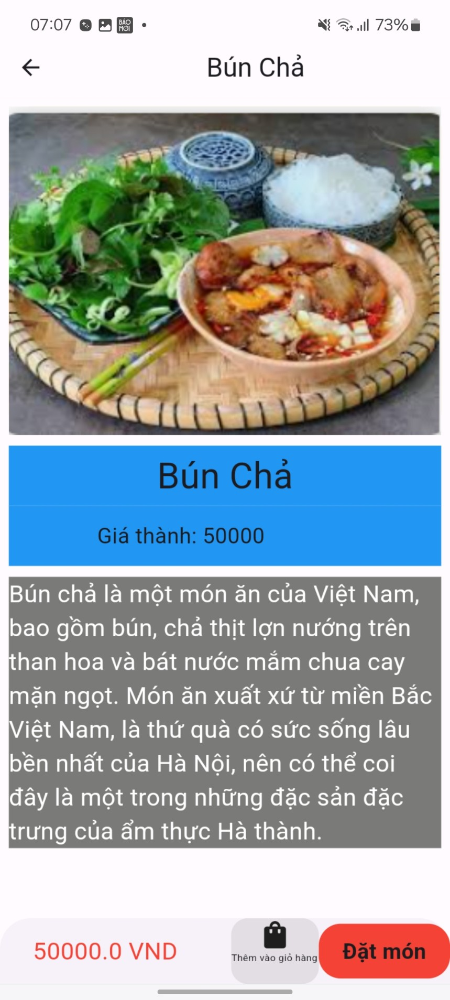 07:07 BÁO MỚI 73%
Bún Chả
Bún Chả
Giá thành: 50000
Bún chả là một món ăn của Việt Nam,
bao gồm bún, chả thịt lợn nướng trên
than hoa và bát nước mắm chua cay
mặn ngọt. Món ăn xuất xứ từ miền Bắc
Việt Nam, là thứ quà có sức sống lâu
bền nhất của Hà Nội, nên có thể coi
đây là một trong những đặc sản đặc
trưng của ẩm thực Hà thành.
50000.0 VND
Thêm vào giỏ hàng
Đặt món